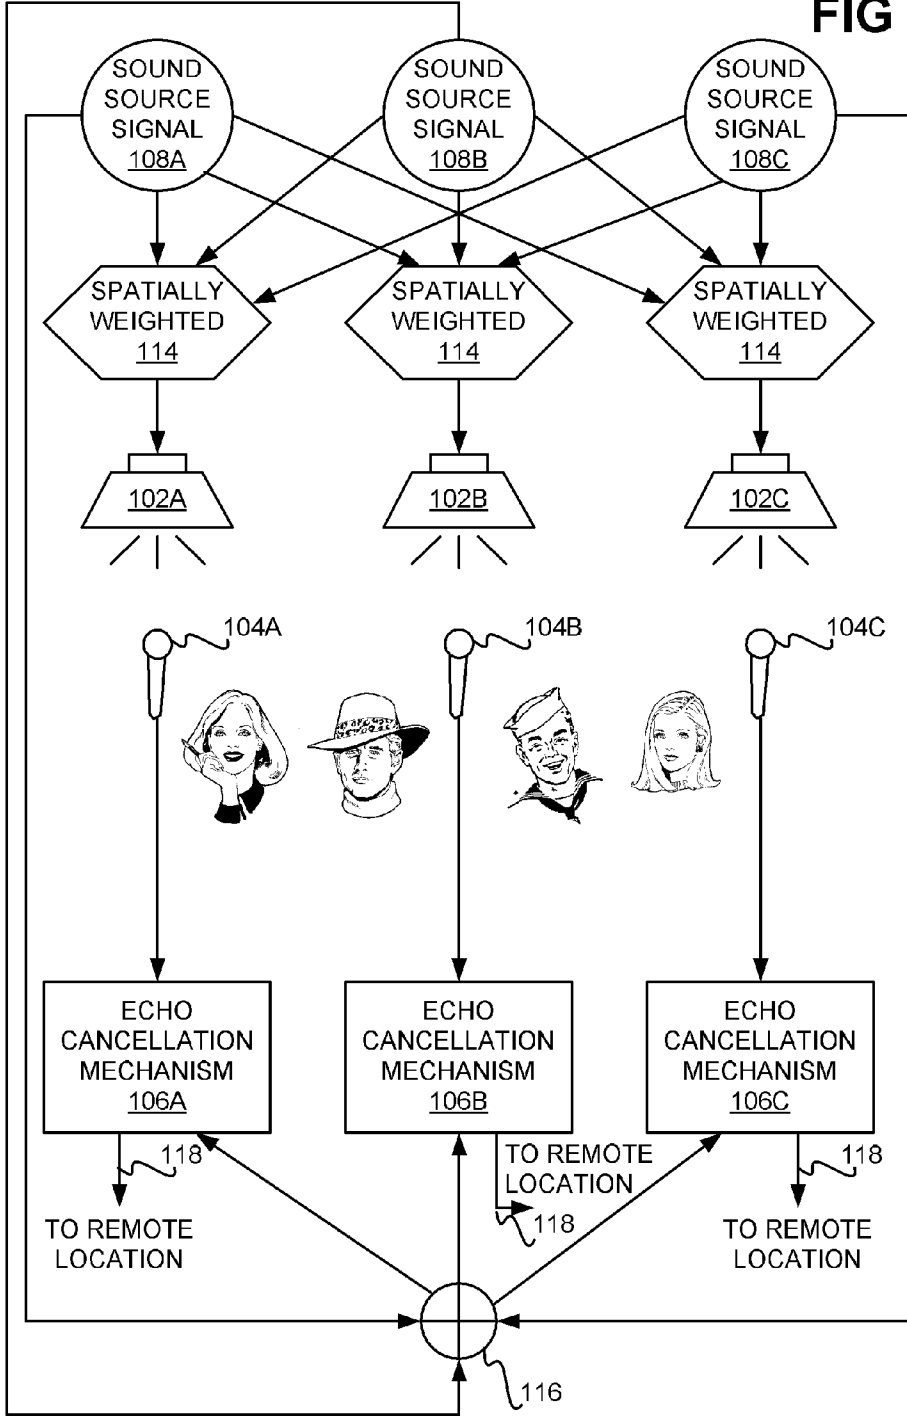 FIG
SOUND
SOURCE
SIGNAL
108A
SOUND
SOURCE
SIGNAL
108B
SOUND
SOURCE
SIGNAL
108C
SPATIALLY
WEIGHTED
114
SPATIALLY
WEIGHTED
114
SPATIALLY
WEIGHTED
114
102A
102B
102C
104A
104B
104C
ECHO
CANCELLATION
MECHANISM
106A
ECHO
CANCELLATION
MECHANISM
106B
ECHO
CANCELLATION
MECHANISM
106C
118
TO REMOTE
LOCATION
TO REMOTE
LOCATION
118
118
TO REMOTE
LOCATION
116